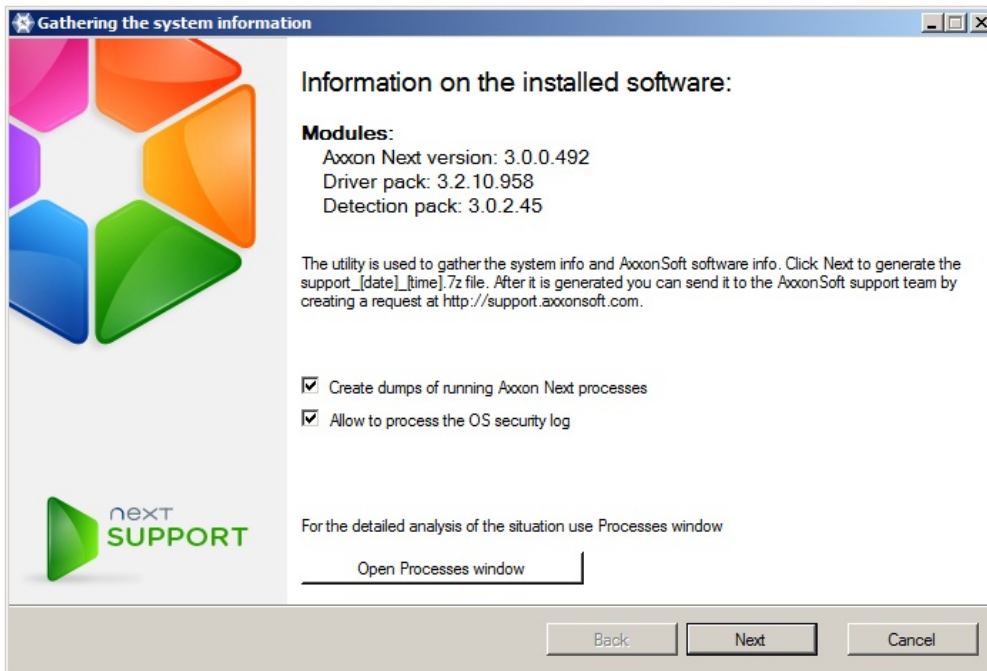 Gathering the system information
Information on the installed software:
Modules:
Axxon Next version: 3.0.0.492
Driver pack: 3.2.10.958
Detection pack: 3.0.2.45
The utility is used to gather the system info and AxxonSoft software info. Click Next to generate the
support_[date]_[time].7z file. After it is generated you can send it to the AxxonSoft support team by
creating a request at http://support.axxonsoft.com.
Create dumps of running Axxon Next processes
Allow to process the OS security log
next
SUPPORT
For the detailed analysis of the situation use Processes window
Open Processes window
Back
Next
Cancel